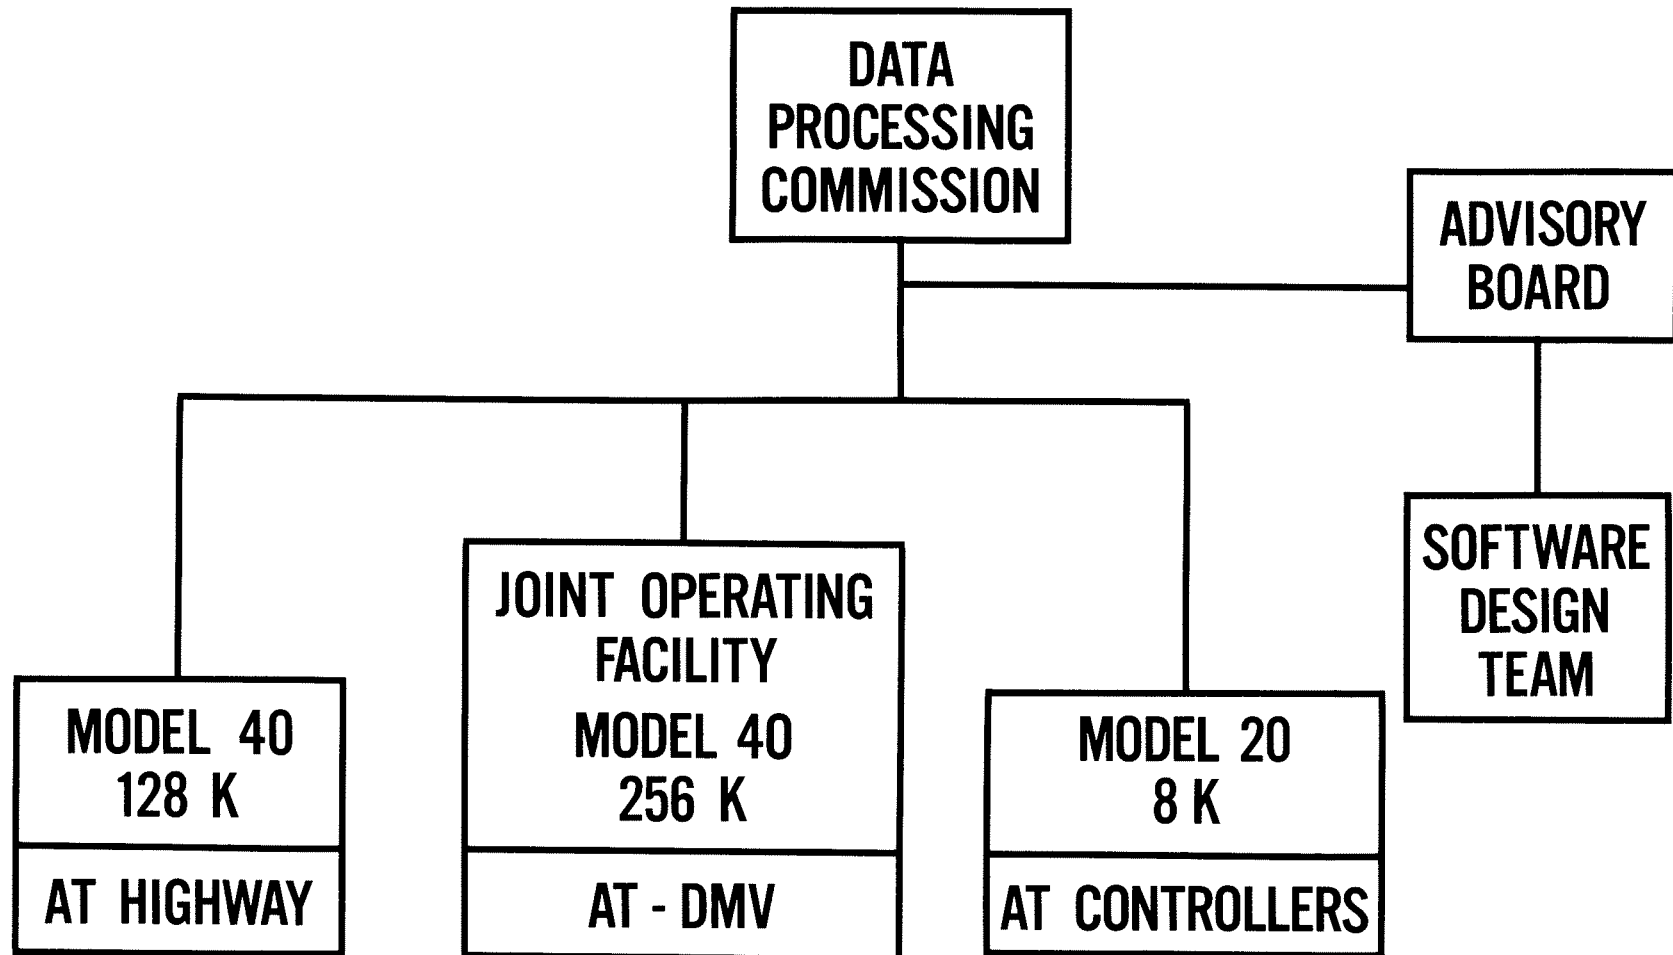 DATA
PROCESSING
COMMISSION
ADVISORY
BOARD
SOFTWARE
DESIGN
TEAM
JOINT OPERATING
FACILITY
MODEL 40
256 K
AT - DMV
MODEL 40
128 K
AT HIGHWAY
MODEL 20
8 K
AT CONTROLLERS